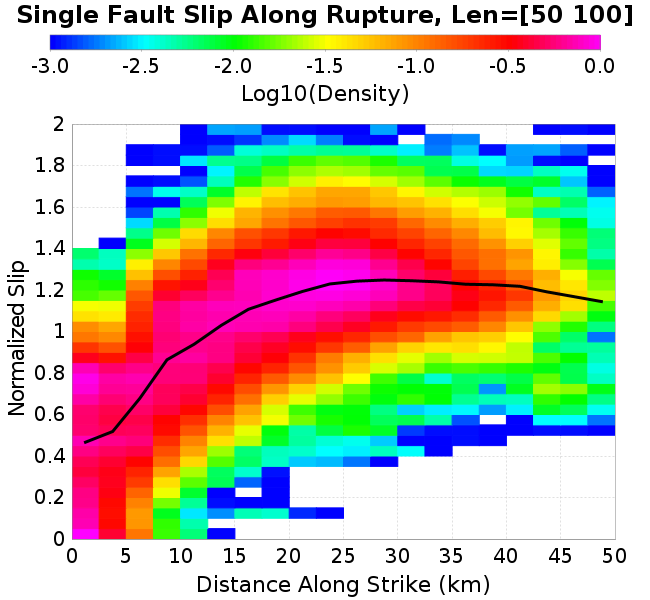 Single Fault Slip Along Rupture, Len=[50 100]
-3.0 -2.5 -2.0 -1.5 -1.0 -0.5 0.0
Log10(Density)
2
1.8
1.6
1.4
1.2
1
0.8
0.6
0.4
0.2
0
Normalized Slip
0 5 10 15 20 25 30 35 40 45 50
Distance Along Strike (km)